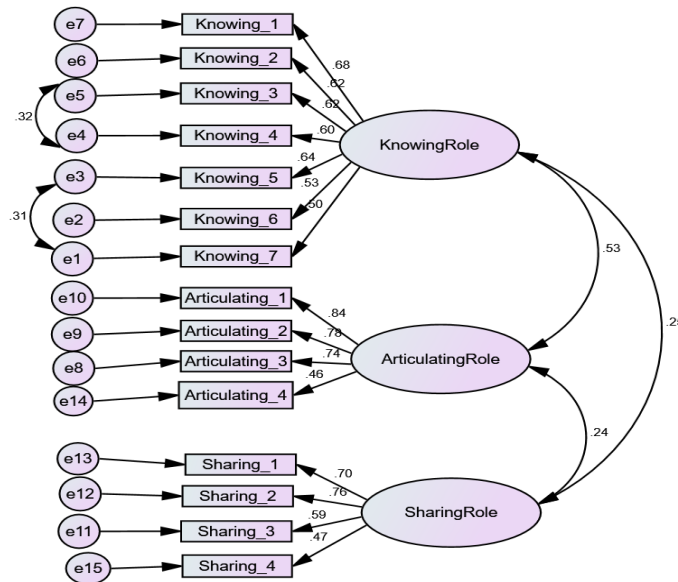 e7 Knowing_1
.68
e6 Knowing_2
.62
e5 Knowing_3
.62
.32
e4 Knowing_4
.60
KnowingRole
e3 Knowing_5
.64
.53
e2 Knowing_6
.50
.31
e1 Knowing_7
.53
e10 Articulating_1
.84
e9 Articulating_2
.78
e8 Articulating_3
.74
ArticulatingRole
e14 Articulating_4
.46
.24
e13 Sharing_1
.70
e12 Sharing_2
.76
e11 Sharing_3
.59
SharingRole
e15 Sharing_4
.47